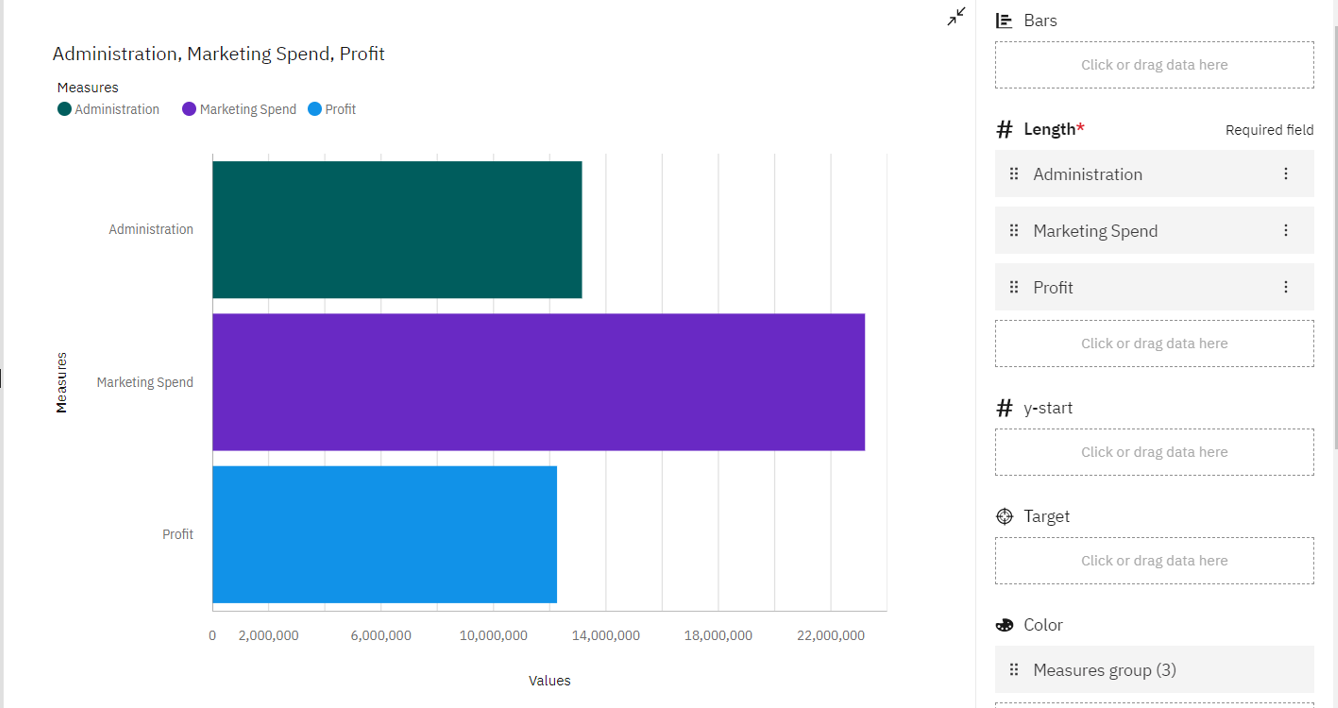 Administration, Marketing Spend, Profit
Measures
Administration Marketing Spend Profit
Administration
Marketing Spend
Profit
Measures
0 2,000,000 6,000,000 10,000,000 14,000,000 18,000,000 22,000,000
Values
Bars
Click or drag data here
# Length* Required field
Administration
Marketing Spend
Profit
Click or drag data here
# y-start
Click or drag data here
Target
Click or drag data here
Color
Measures group (3)